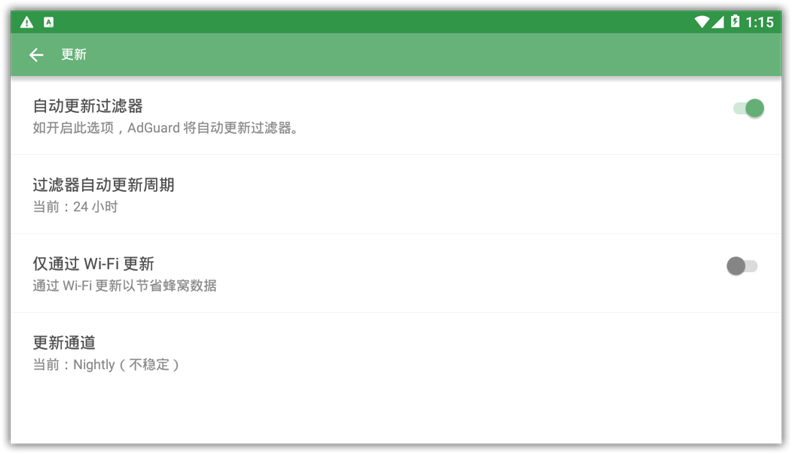 1:15
更新
自动更新过滤器
如开启此选项，AdGuard 将自动更新过滤器。
过滤器自动更新周期
当前：24 小时
仅通过 Wi-Fi 更新
通过 Wi-Fi 更新以节省蜂窝数据
更新通道
当前：Nightly（不稳定）